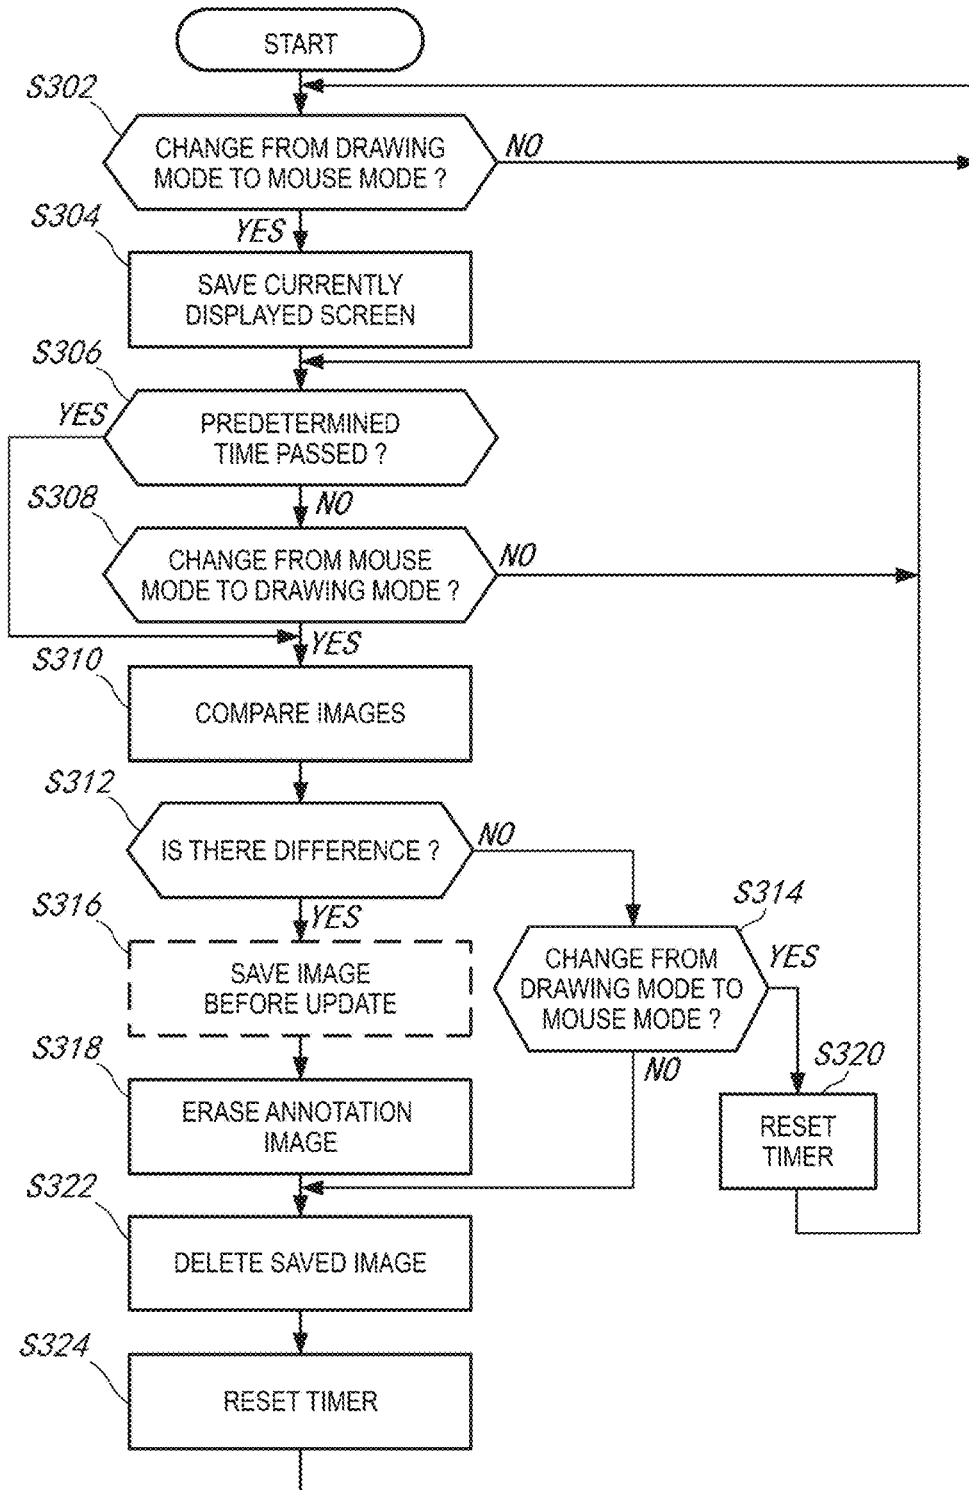 START
S302
CHANGE FROM DRAWING
MODE TO MOUSE MODE ?
NO
S304
YES
SAVE CURRENTLY
DISPLAYED SCREEN
S306
YES
PREDETERMINED
TIME PASSED ?
S308
NO
CHANGE FROM MOUSE
MODE TO DRAWING MODE ?
NO
YES
S310
COMPARE IMAGES
S312
IS THERE DIFFERENCE ?
NO
S316
YES
S314
SAVE IMAGE
BEFORE UPDATE
CHANGE FROM
DRAWING MODE TO
MOUSE MODE ?
YES
S318
NO
S320
ERASE ANNOTATION
IMAGE
RESET
TIMER
S322
DELETE SAVED IMAGE
S324
RESET TIMER